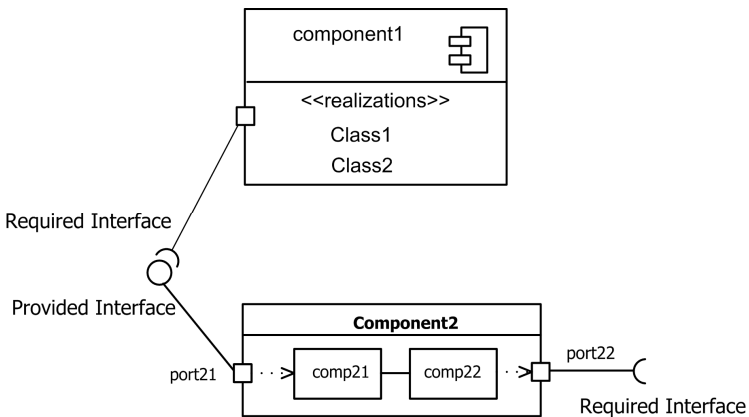 component1
<<realizations>>
Class1
Class2
Required Interface
Provided Interface
Component2
port21
comp21
comp22
port22
Required Interface